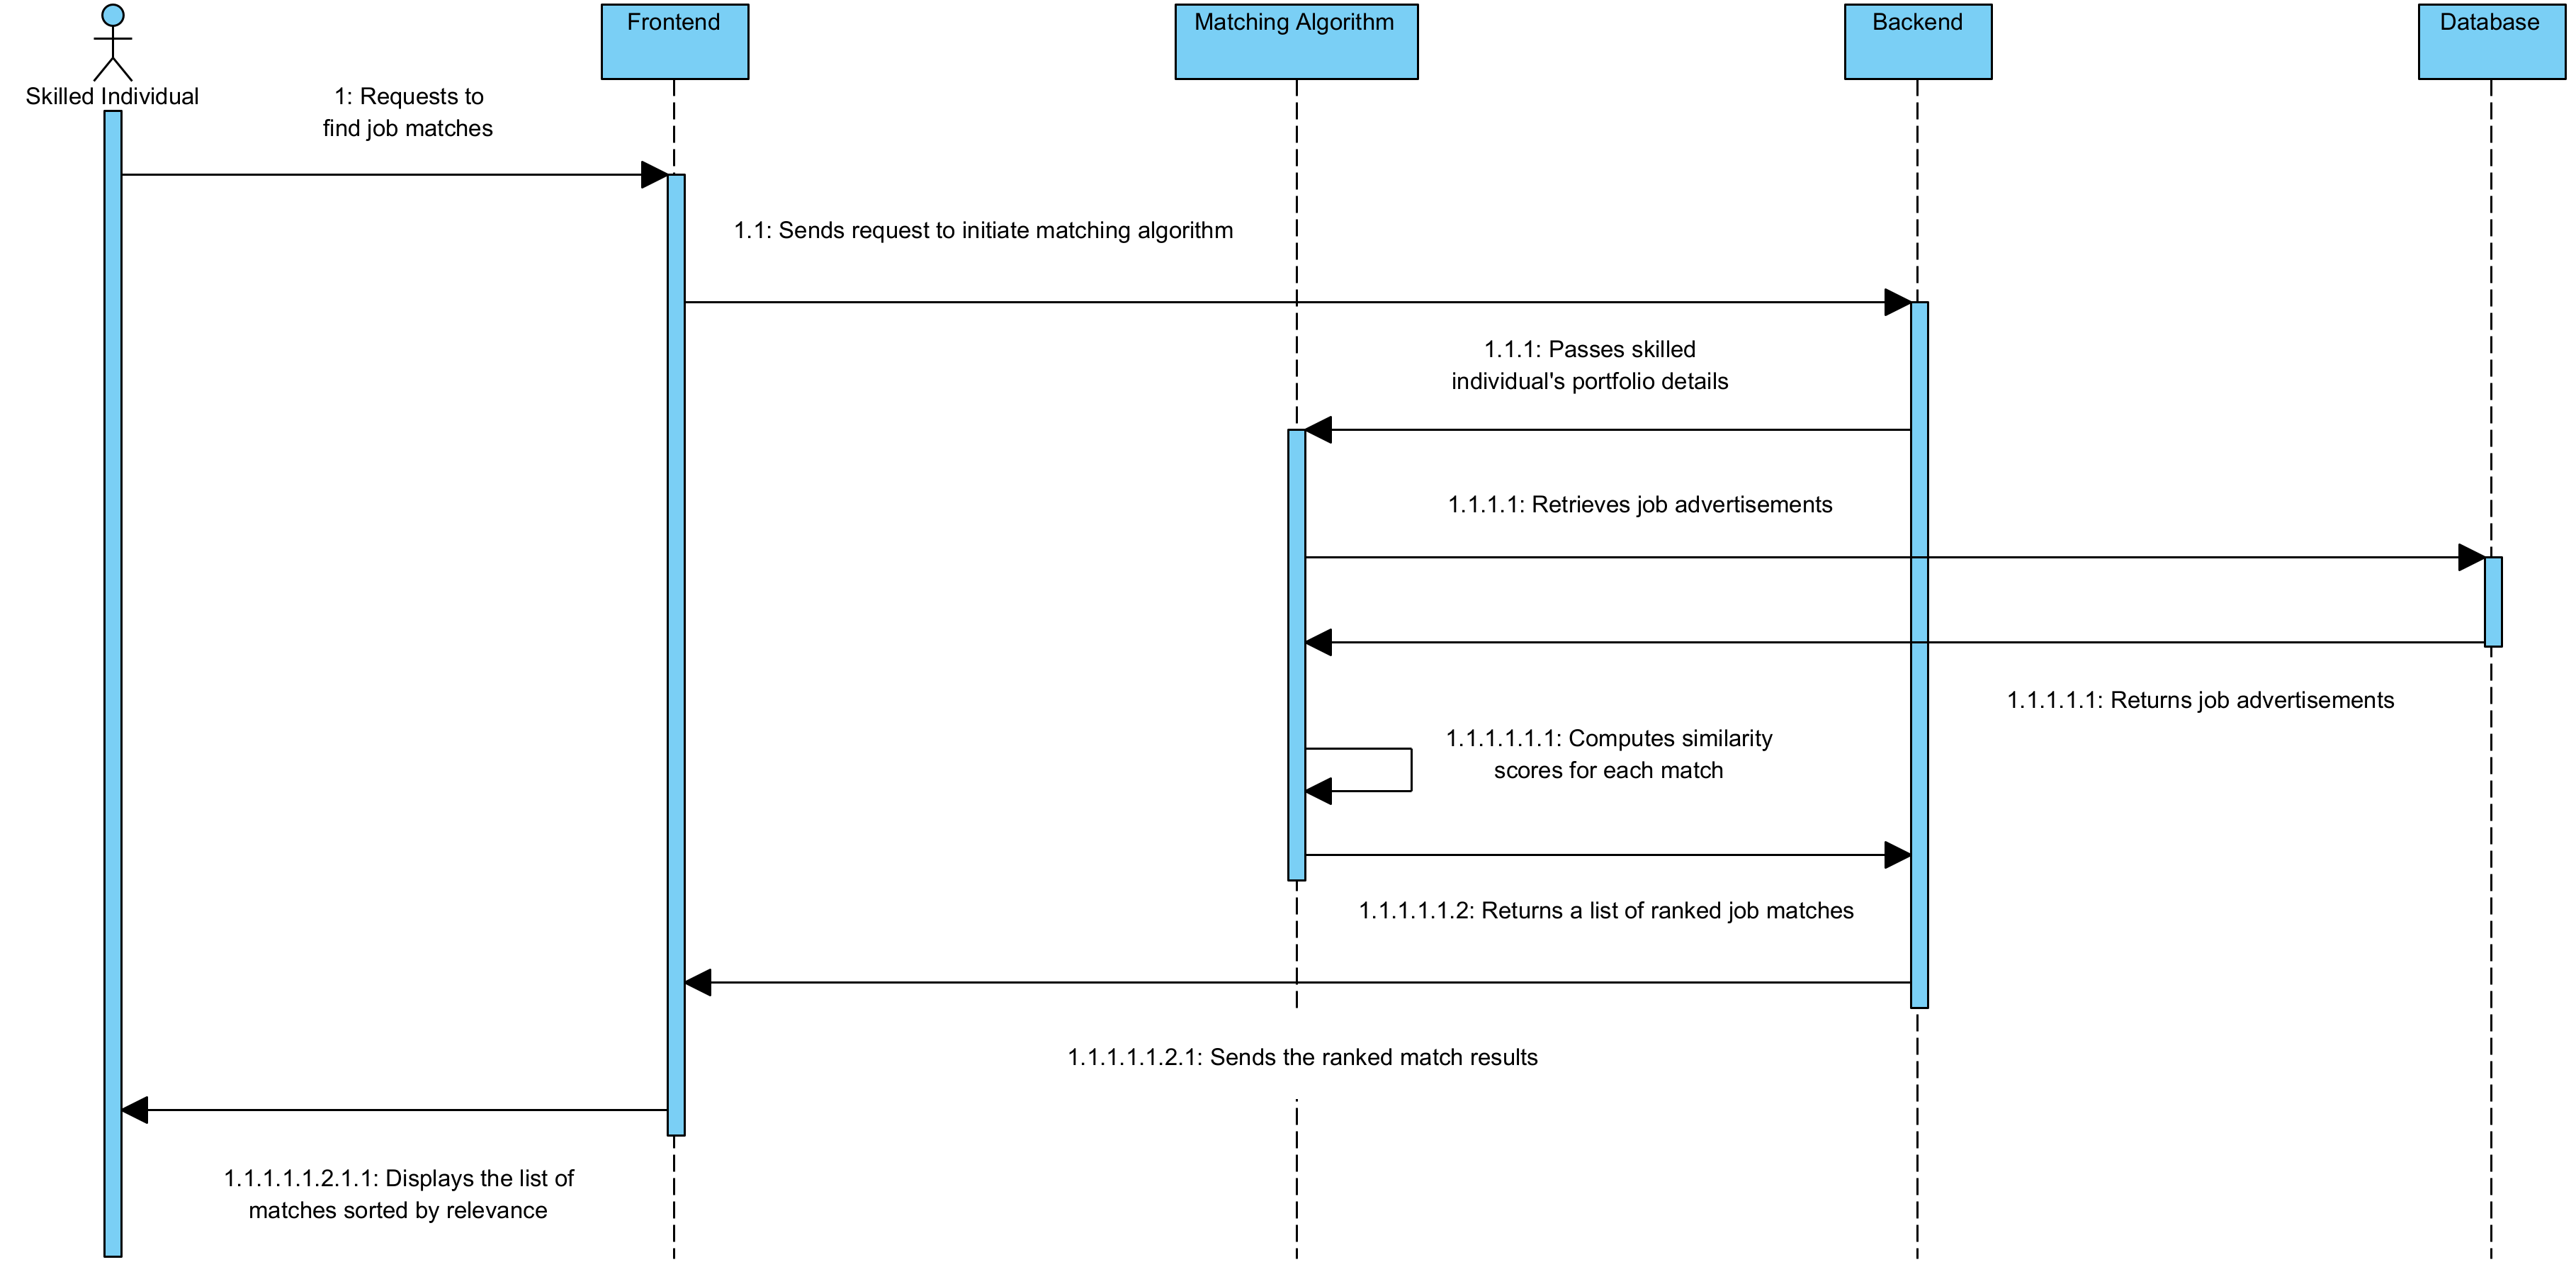 Frontend
Matching Algorithm
Backend
Database
Skilled Individual
1: Requests to
find job matches
1.1: Sends request to initiate matching algorithm
1.1.1: Passes skilled
individual's portfolio details
1.1.1.1: Retrieves job advertisements
1.1.1.1.1: Returns job advertisements
1.1.1.1.1.1: Computes similarity
scores for each match
1.1.1.1.1.2: Returns a list of ranked job matches
1.1.1.1.1.2.1: Sends the ranked match results
1.1.1.1.1.2.1.1: Displays the list of
matches sorted by relevance